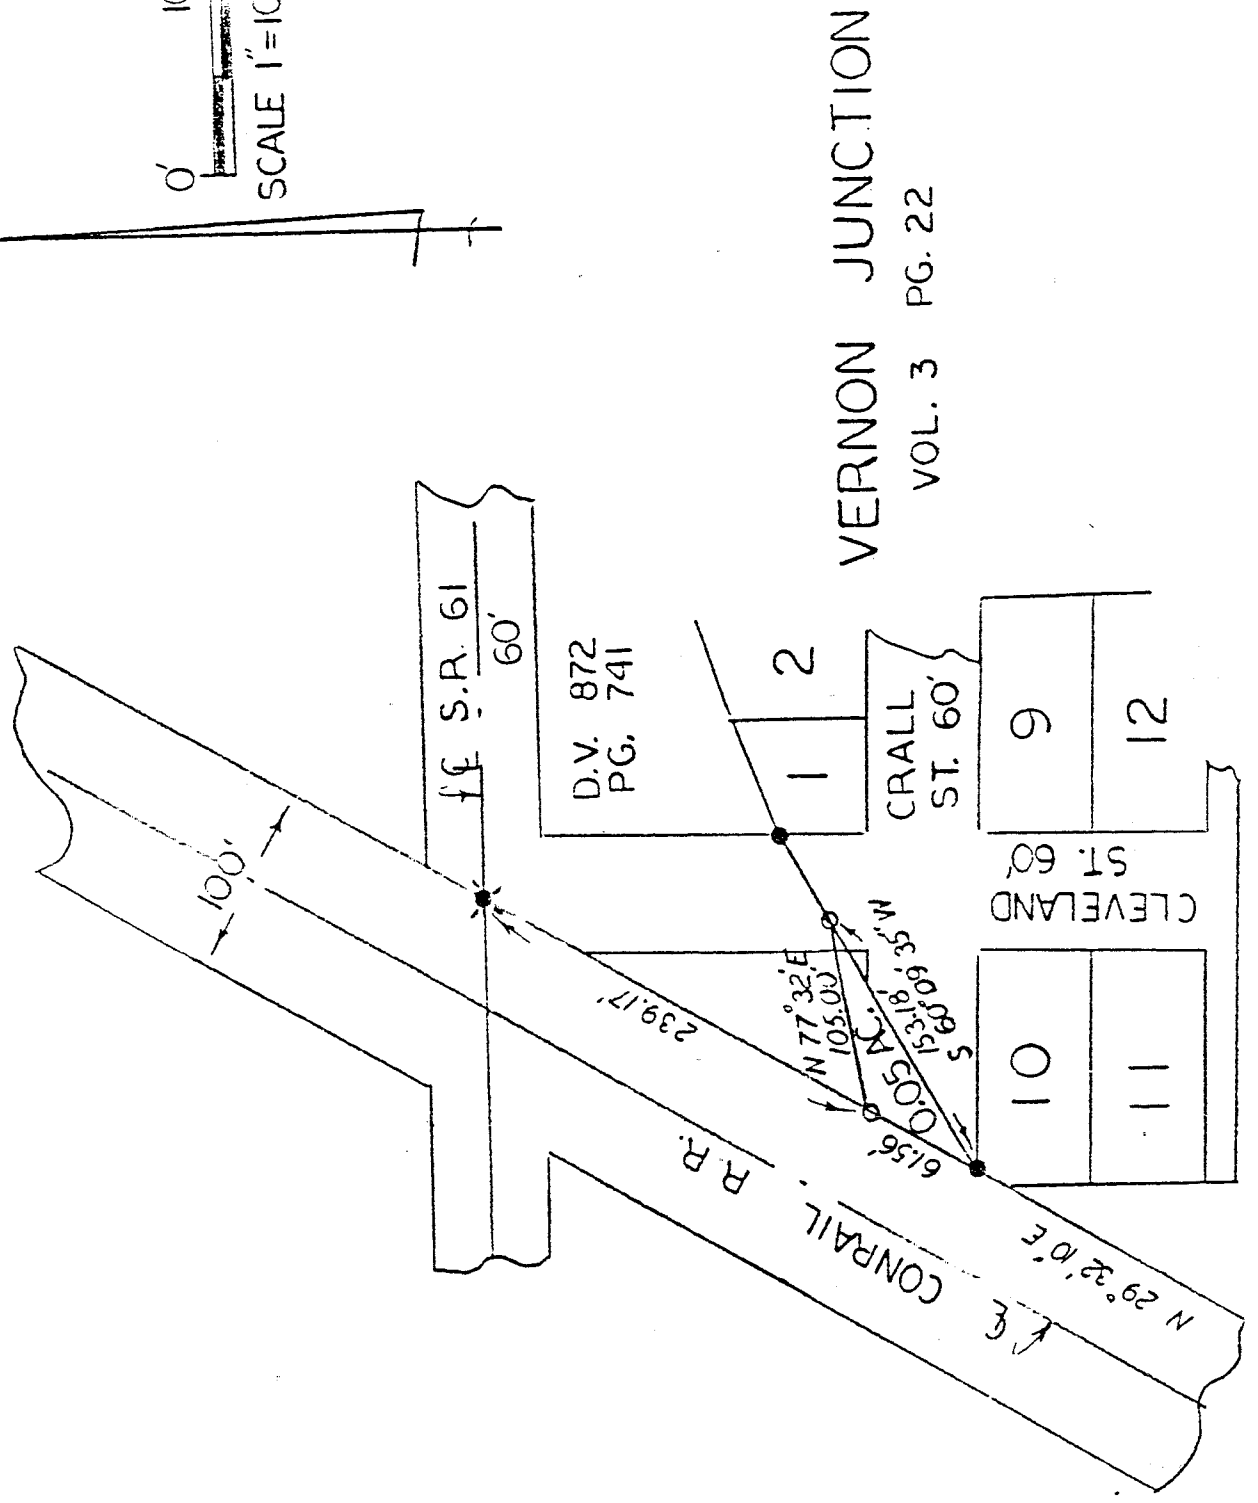 0' 10
SCALE 1"=10
VERNON JUNCTION
VOL. 3 PG. 22
100'
℄ S.R. 61
60'
D.V. 872
PG. 741
1
2
CRALL
ST. 60'
9
12
CLEVELAND
ST. 60'
10
11
239.17'
N 77° 32' E
105.00'
0.05 AC.
153.18'
S 60° 09' 35" W
61.56'
℄ CONRAIL R.R.
N 29° 32' 10" E